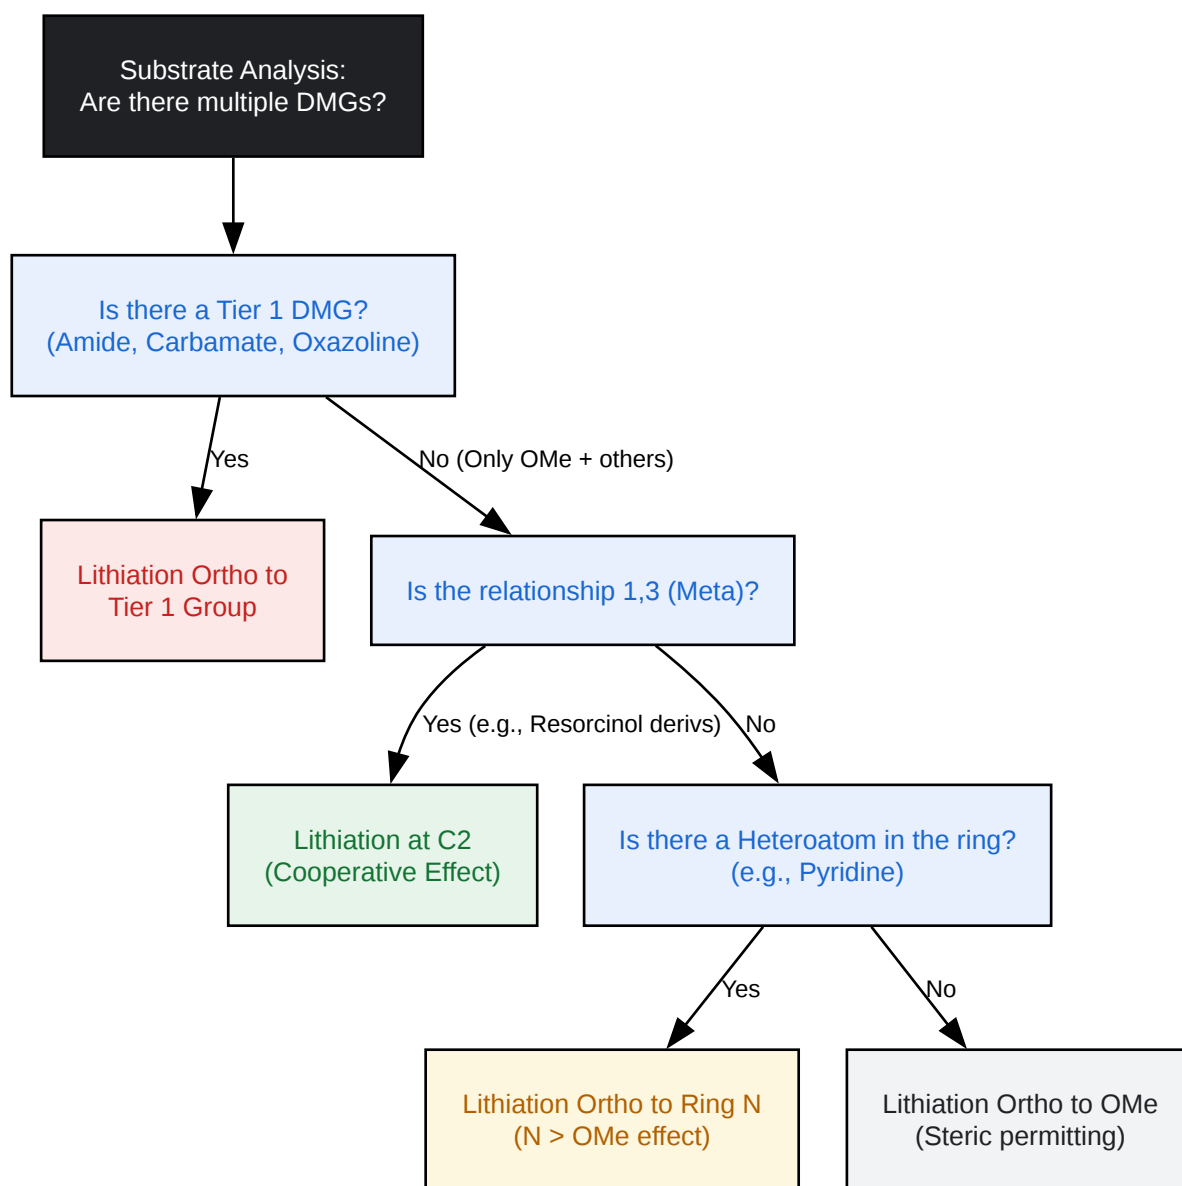 Substrate Analysis:
Are there multiple DMGs?
Is there a Tier 1 DMG?
(Amide, Carbamate, Oxazoline)
Yes
No (Only OMe + others)
Lithiation Ortho to
Tier 1 Group
Is the relationship 1,3 (Meta)?
Yes (e.g., Resorcinol derivs)
No
Lithiation at C2
(Cooperative Effect)
Is there a Heteroatom in the ring?
(e.g., Pyridine)
Yes
No
Lithiation Ortho to Ring N
(N > OMe effect)
Lithiation Ortho to OMe
(Steric permitting)